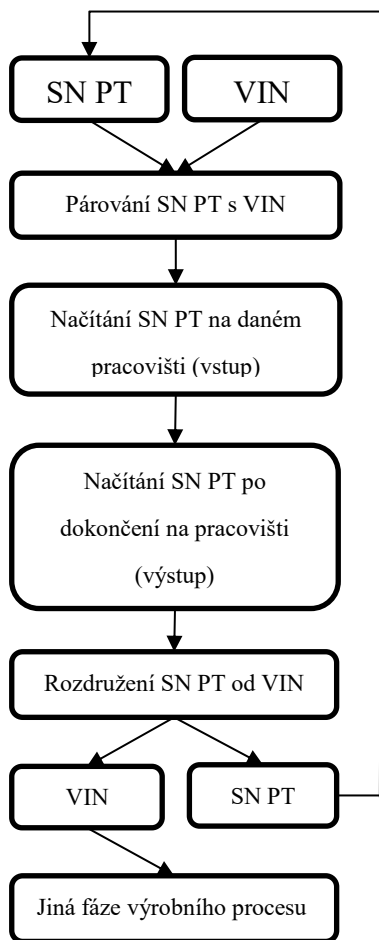 SN PT
VIN
Párování SN PT s VIN
Načítání SN PT na daném
pracovišti (vstup)
Načítání SN PT po
dokončení na pracovišti
(výstup)
Rozdružení SN PT od VIN
VIN
SN PT
Jiná fáze výrobního procesu